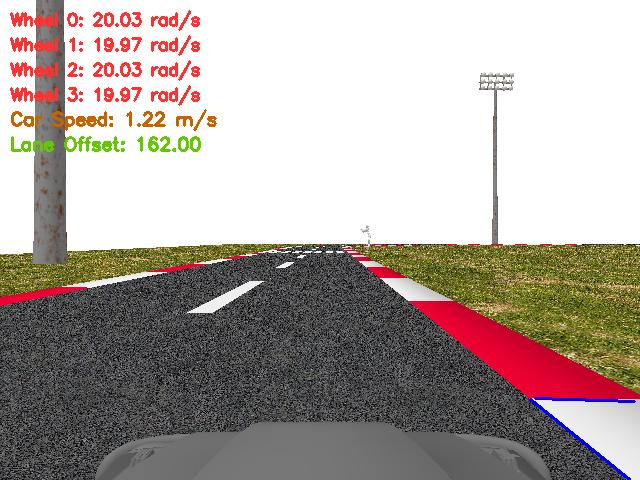 Wheel 0: 20.03 rad/s
Wheel 1: 19.97 rad/s
Wheel 2: 20.03 rad/s
Wheel 3: 19.97 rad/s
Car Speed: 1.22 m/s
Lane Offset: 162.00